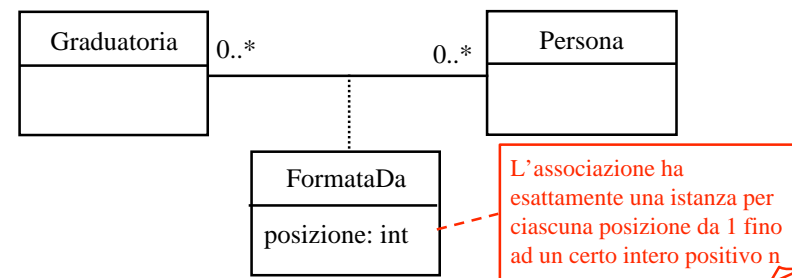 Graduatoria
0..*
0..*
Persona
FormataDa
posizione: int
L'associazione ha
esattamente una istanza per
ciascuna posizione da 1 fino
ad un certo intero positivo n